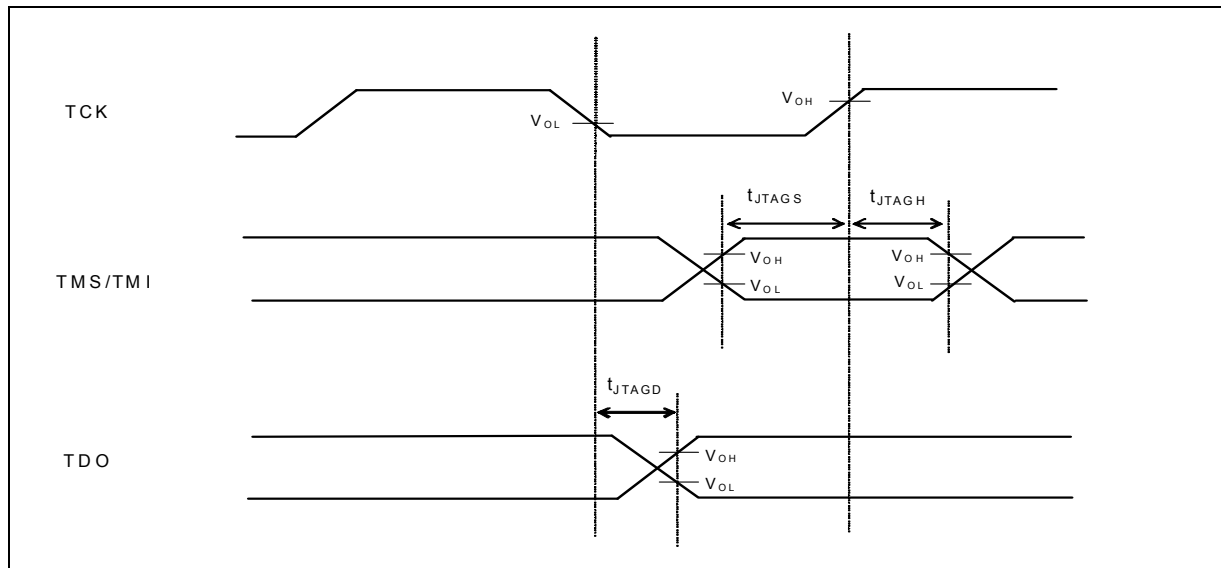 TCK
VOL
VOH
tJTAGS
tJTAGH
TMS/TMI
VOH
VOL
VOH
VOL
tJTAGD
TDO
VOH
VOL